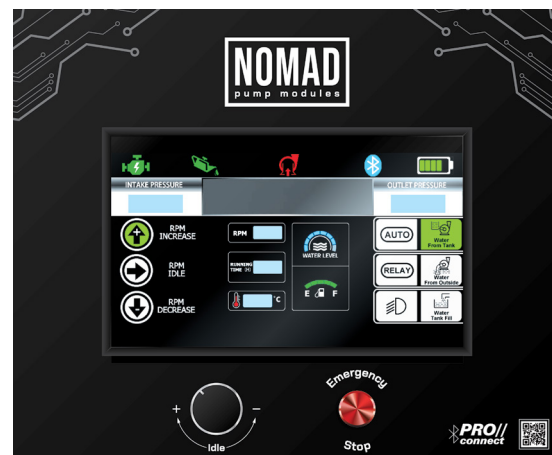 NOMAD
pump modules
INTAKE PRESSURE
OUTLET PRESSURE
RPM
INCREASE
RPM
IDLE
RPM
DECREASE
RPM
RUNNING
TIME (H)
°C
WATER LEVEL
E F
AUTO
Water
From Tank
RELAY
Water
From Outside
Water
Tank Fill
+ -
Idle
Emergency
Stop
PRO//
connect